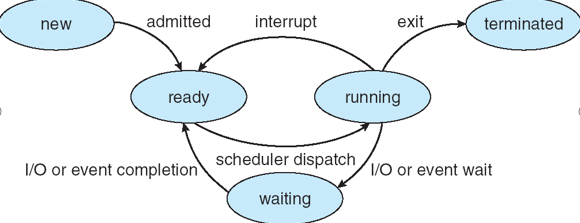 new
admitted
interrupt
exit
terminated
ready
running
I/O or event completion
scheduler dispatch
I/O or event wait
waiting